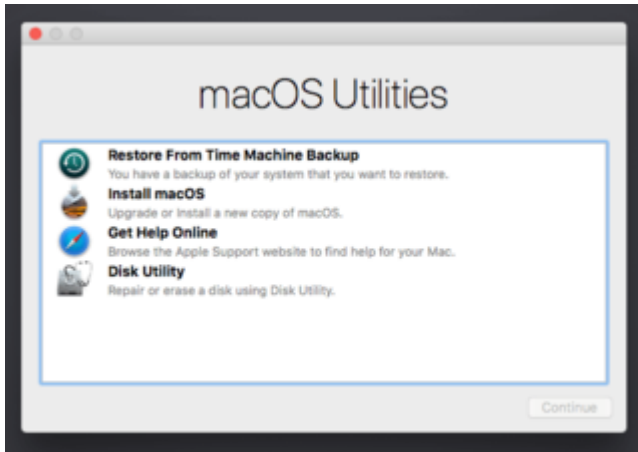 macOS Utilities
Restore From Time Machine Backup
You have a backup of your system that you want to restore.
Install macOS
Upgrade or Install a new copy of macOS.
Get Help Online
Browse the Apple Support website to find help for your Mac.
Disk Utility
Repair or erase a disk using Disk Utility.
Continue